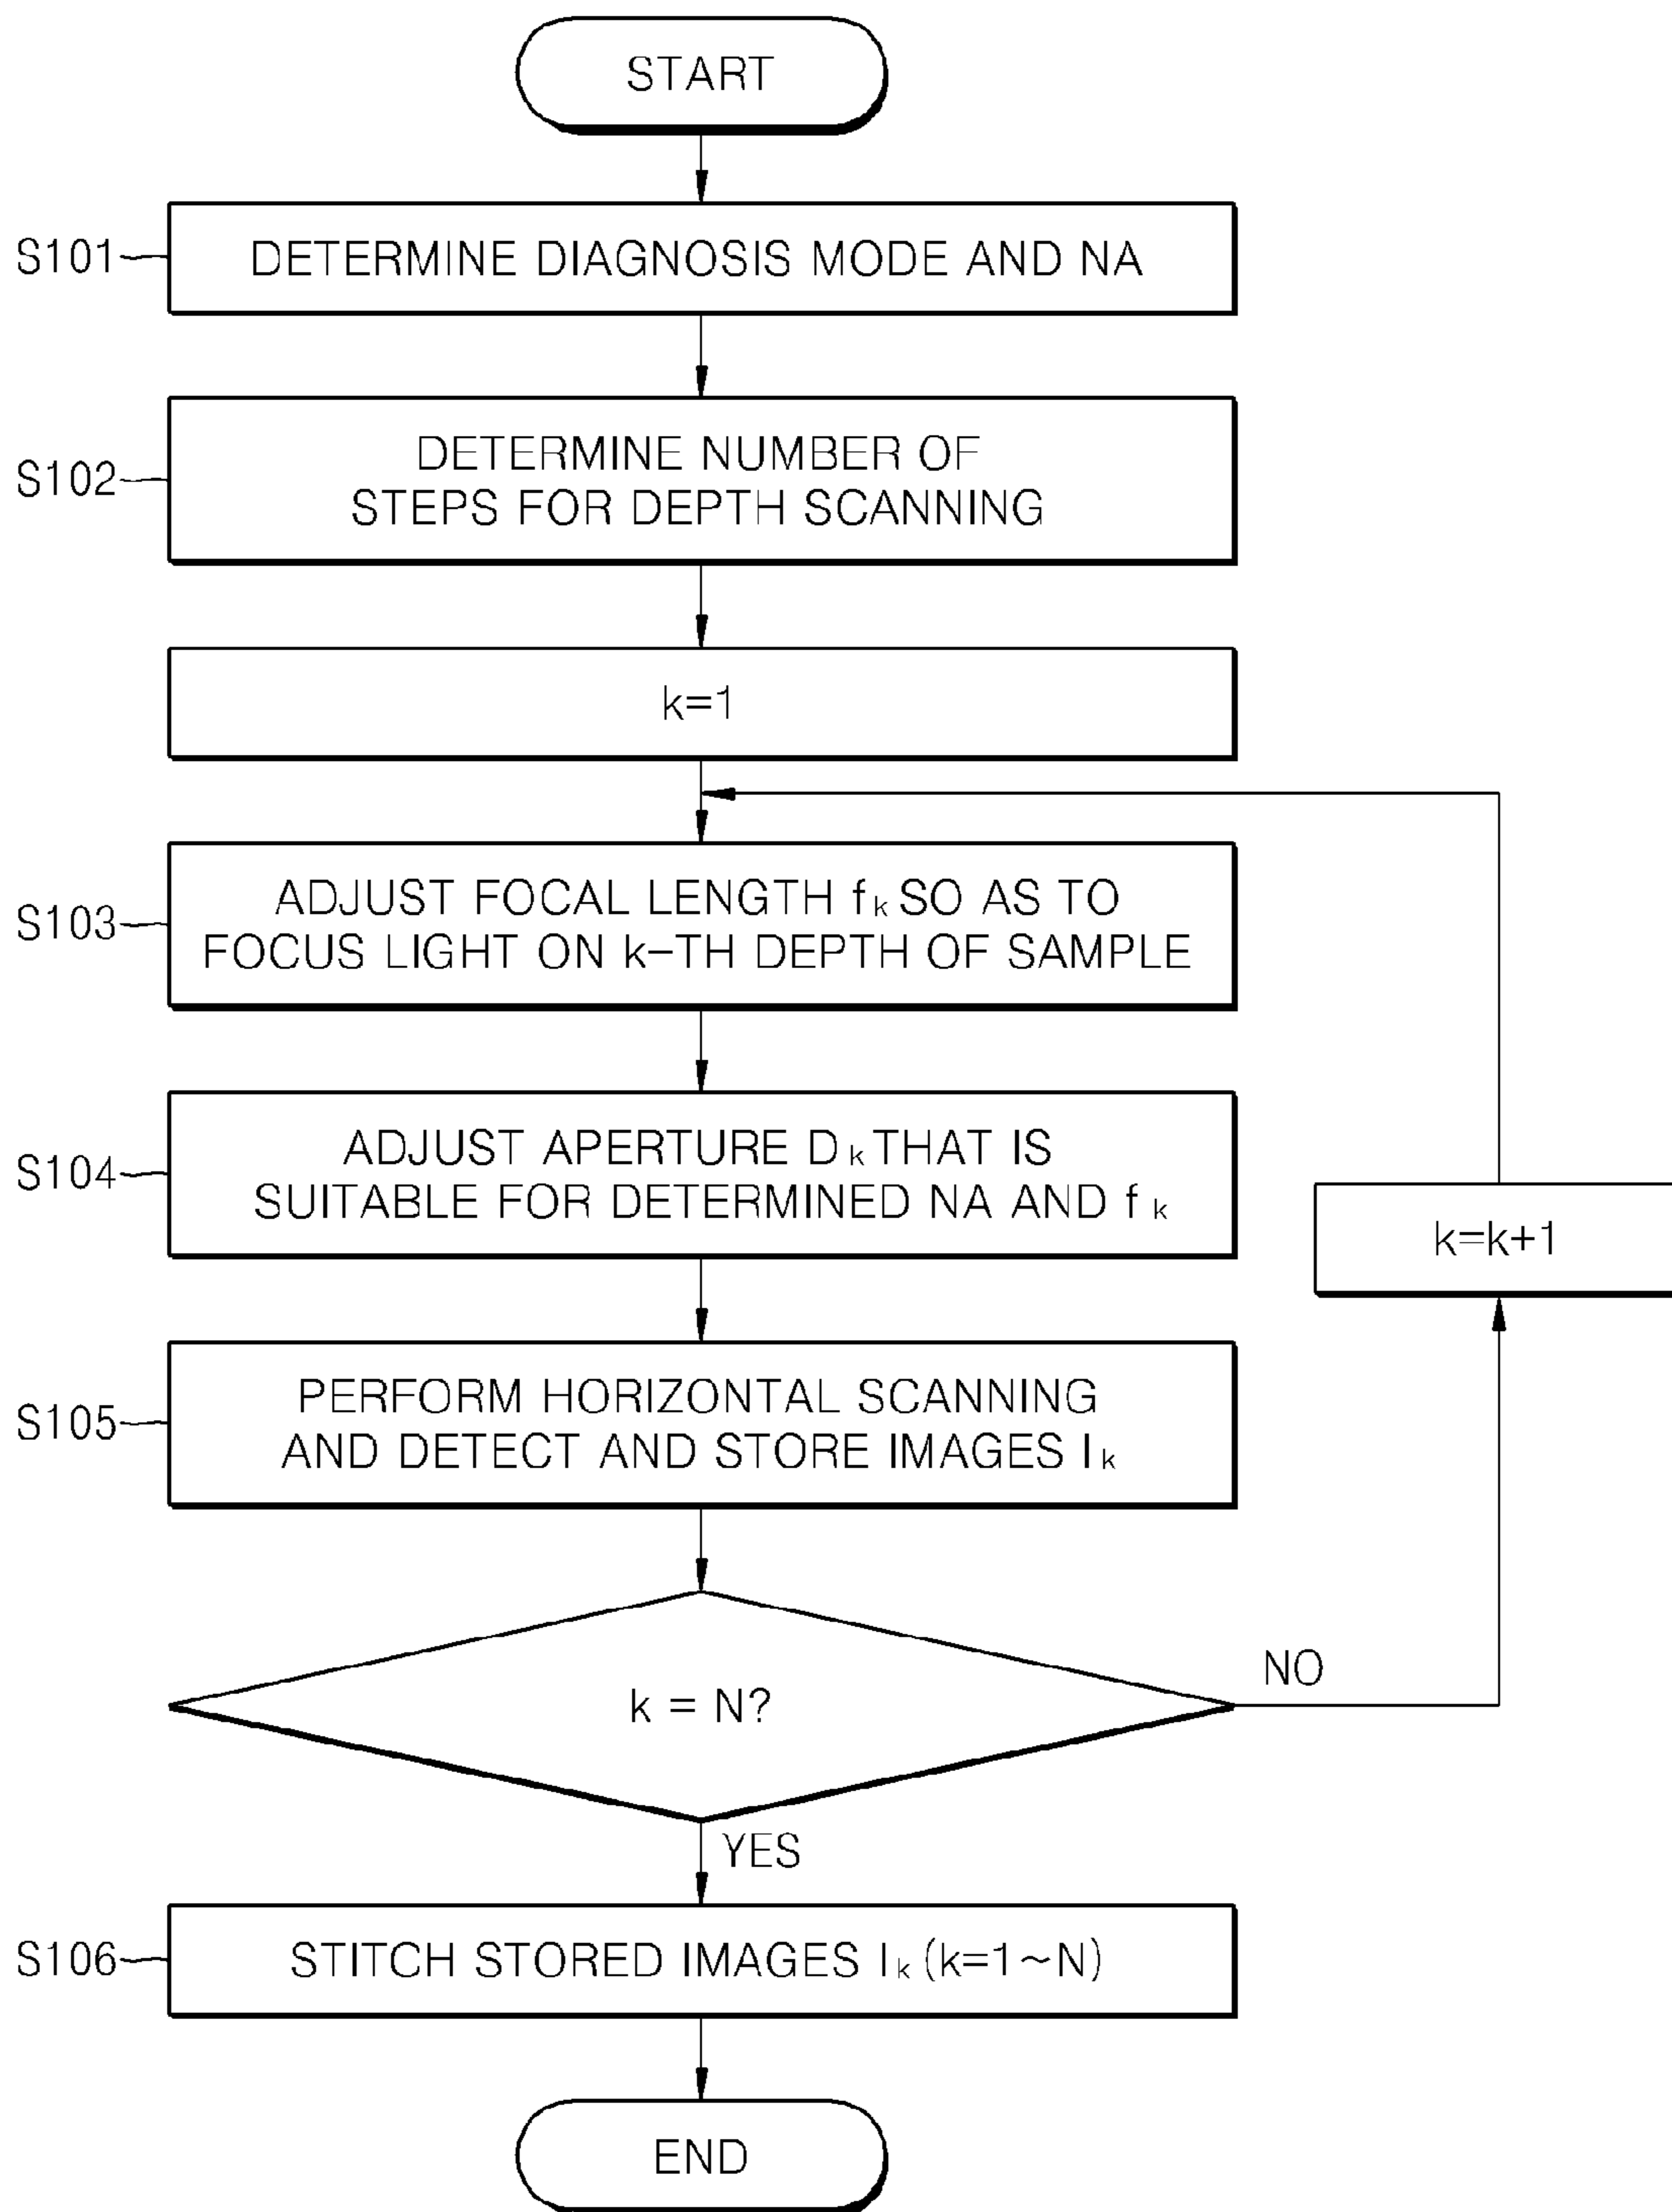 START
S101
DETERMINE DIAGNOSIS MODE AND NA
S102
DETERMINE NUMBER OF
STEPS FOR DEPTH SCANNING
k=1
S103
ADJUST FOCAL LENGTH fk SO AS TO
FOCUS LIGHT ON k-TH DEPTH OF SAMPLE
S104
ADJUST APERTURE Dk THAT IS
SUITABLE FOR DETERMINED NA AND fk
k=k+1
S105
PERFORM HORIZONTAL SCANNING
AND DETECT AND STORE IMAGES Ik
NO
k = N?
YES
S106
STITCH STORED IMAGES Ik (k=1~N)
END